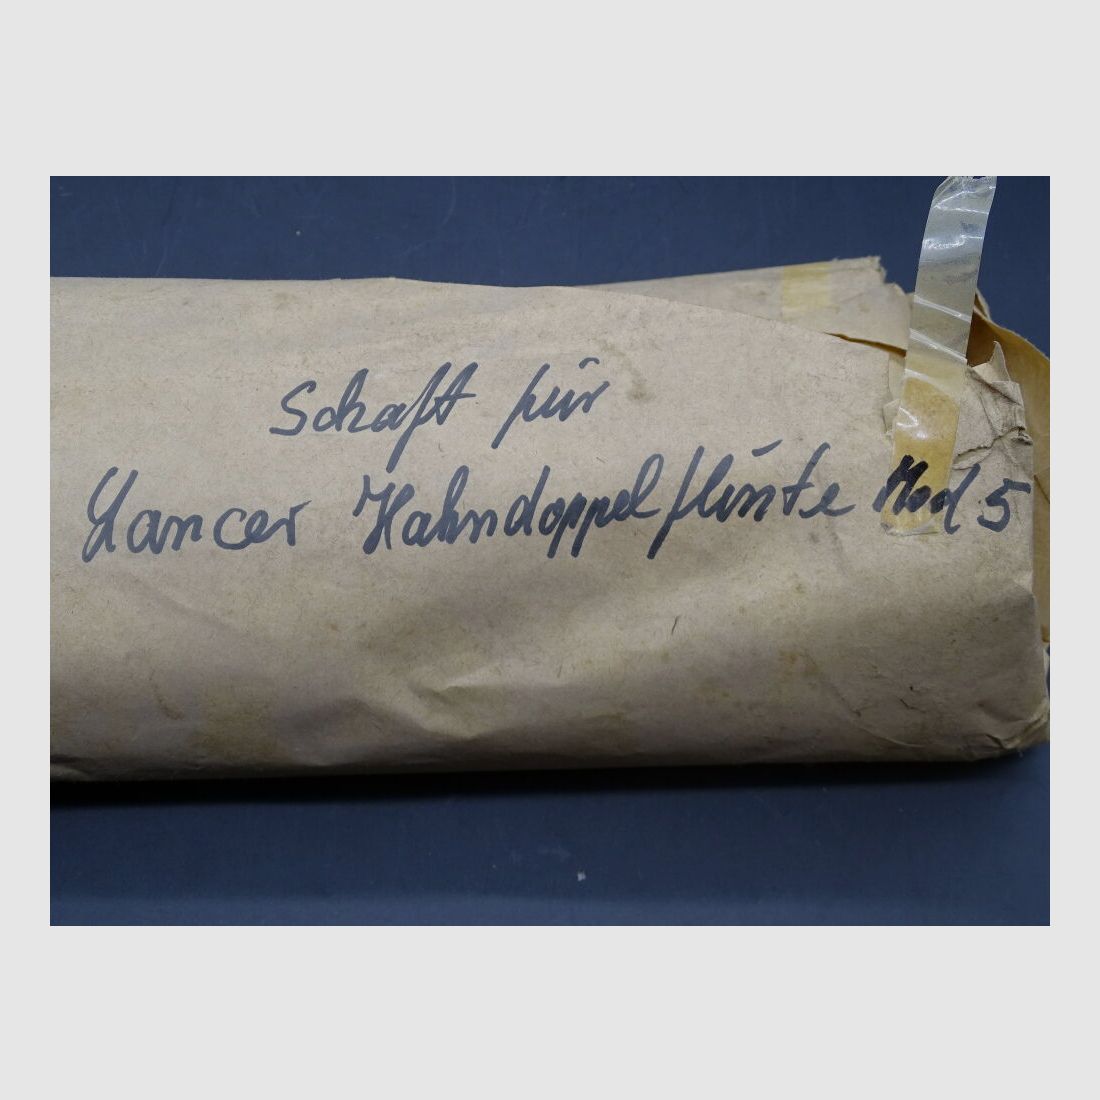 Schaft für
Lancer Hahndoppelflinte Mod 5